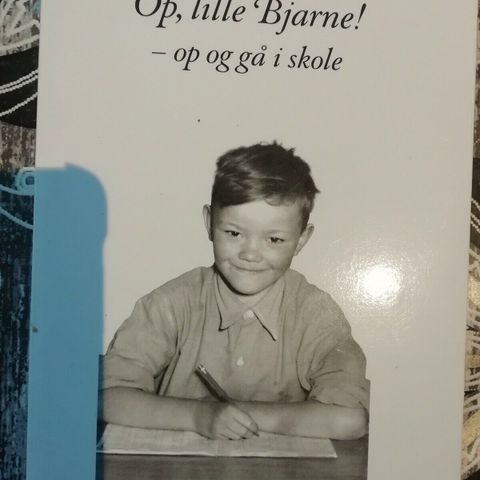 Op, lille Bjarne!
– op og gå i skole